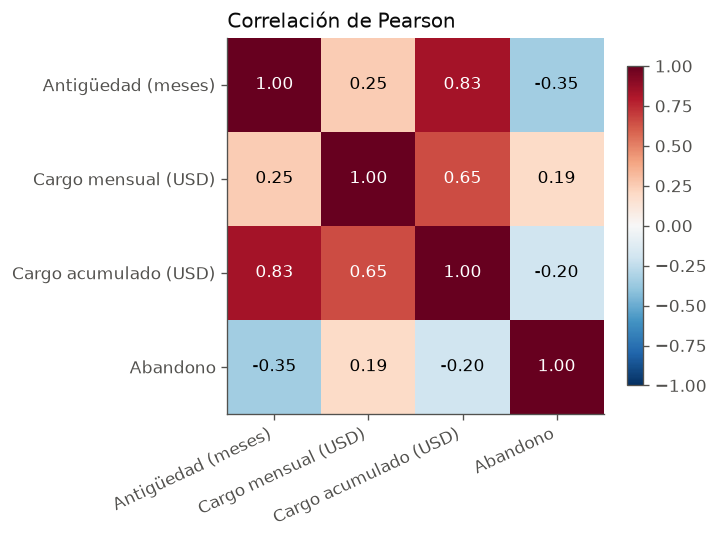 Correlación de Pearson
Antigüedad (meses)
1.00 0.25 0.83 -0.35
Cargo mensual (USD)
0.25 1.00 0.65 0.19
Cargo acumulado (USD)
0.83 0.65 1.00 -0.20
Abandono
-0.35 0.19 -0.20 1.00
Antigüedad (meses)
Cargo mensual (USD)
Cargo acumulado (USD)
Abandono
1.00
0.75
0.50
0.25
0.00
−0.25
−0.50
−0.75
−1.00